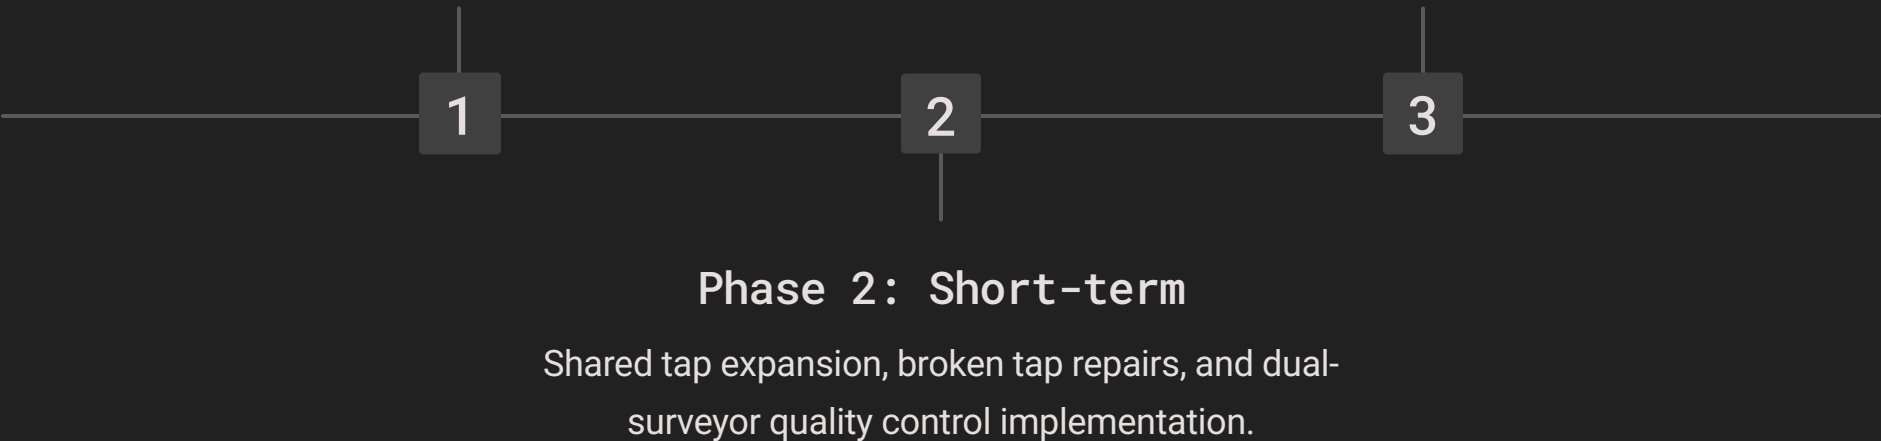 1
2
3
Phase 2: Short-term
Shared tap expansion, broken tap repairs, and dual-
surveyor quality control implementation.